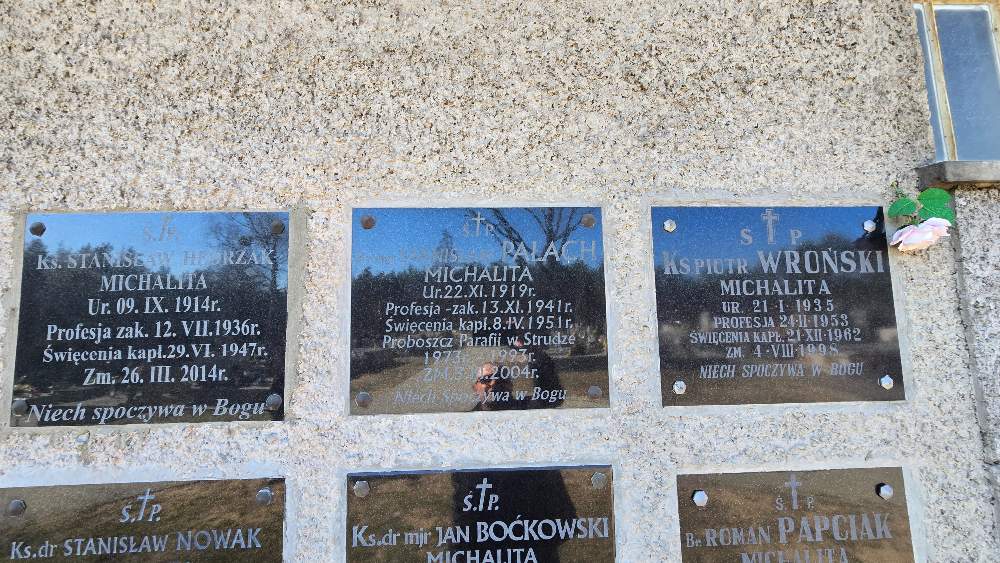 Ś. P.
Ks. STANISŁAW
MICHALITA
Ur. 09. IX. 1914r.
Profesja zak. 12. VII. 1936r.
Święcenia kapł. 29. VI. 1947r.
Zm. 26. III. 2014r.
Niech spoczywa w Bogu
Ś. P.
STANISŁAW PAŁACH
MICHALITA
Ur. 22. XI. 1919r.
Profesja - zak. 13. XI. 1941r.
Święcenia kapł. 8. IV. 1951r.
Proboszcz Parafii w Strudze
1973r. 1993r.
2004r.
Niech spoczywa w Bogu
Ś P
Ks PIOTR WROŃSKI
MICHALITA
UR. 21-I-1935
PROFESJA 24-II-1953
ŚWIĘCENIA KAPŁ. 21-XII-1962
ZM. 4-VIII-1998
NIECH SPOCZYWA W BOGU
Ś. P.
Ks. dr STANISŁAW NOWAK
Ś. P.
Ks. dr mjr JAN BOĆKOWSKI
MICHALITA
Ś. P.
Br. ROMAN PAPCIAK
MICHALITA